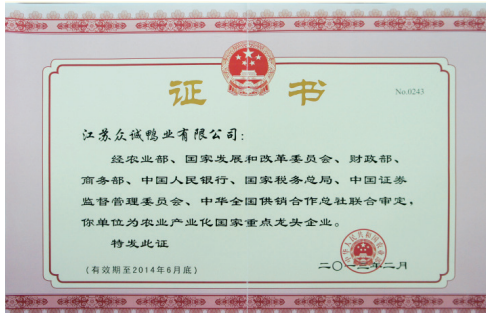 证书
No.0243
江苏众诚鸭业有限公司：
经农业部、国家发展和改革委员会、财政部、
商务部、中国人民银行、国家税务总局、中国证券
监督管理委员会、中华全国供销合作总社联合审定，
你单位为农业产业化国家重点龙头企业。
特发此证
(有效期至2014年6月底)
二〇一二年二月